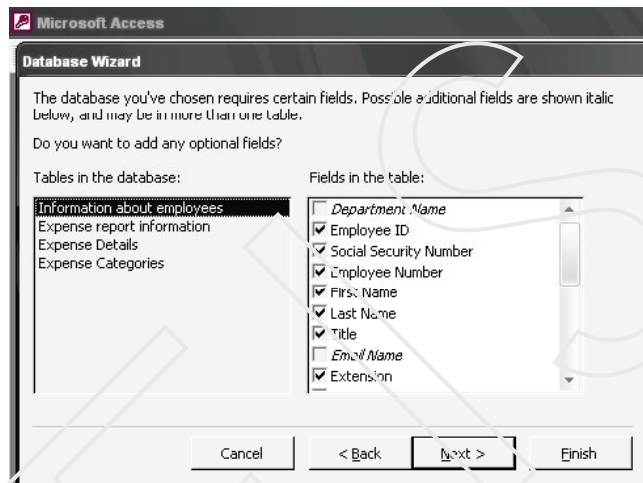 Microsoft Access
Database Wizard
The database you've chosen requires certain fields. Possible additional fields are shown italic
below, and may be in more than one table.
Do you want to add any optional fields?
Tables in the database:
Fields in the table:
Information about employees
Expense report information
Expense Details
Expense Categories
Department Name
Employee ID
Social Security Number
Employee Number
First Name
Last Name
Title
Email Name
Extension
Cancel
< Back
Next >
Finish